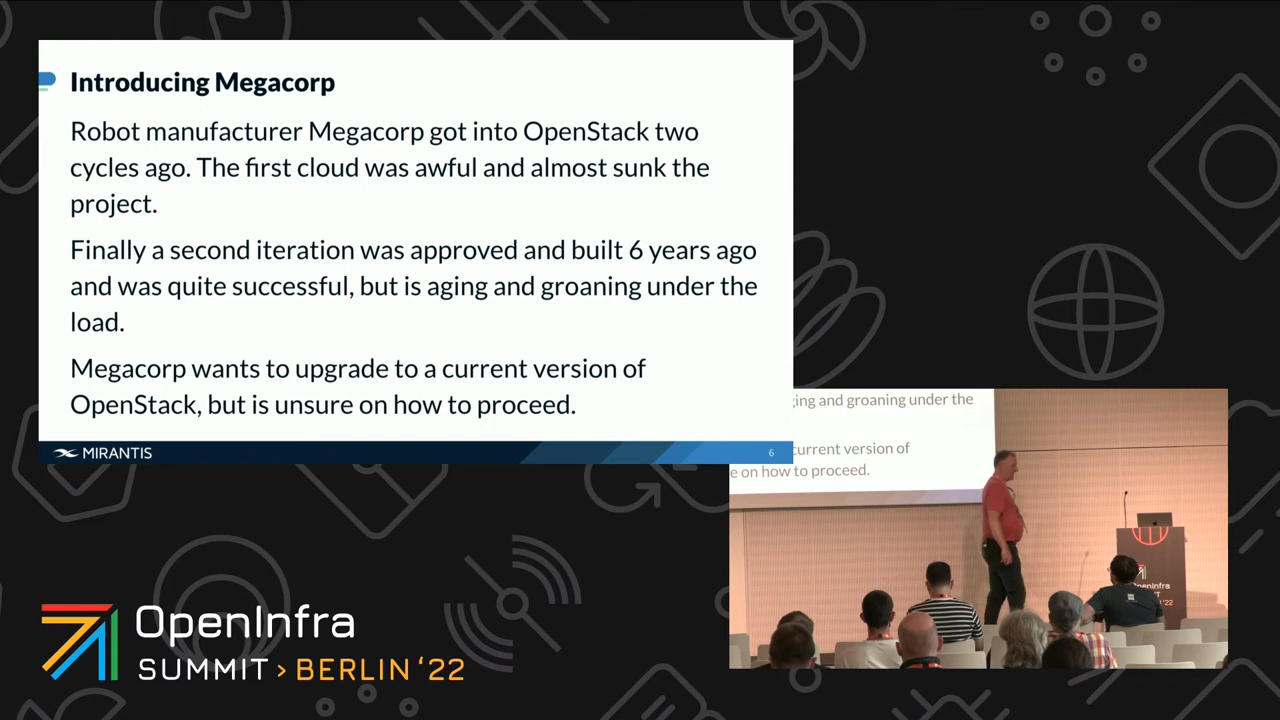 Introducing Megacorp
Robot manufacturer Megacorp got into OpenStack two
cycles ago. The first cloud was awful and almost sunk the
project.
Finally a second iteration was approved and built 6 years ago
and was quite successful, but is aging and groaning under the
load.
Megacorp wants to upgrade to a current version of
OpenStack, but is unsure on how to proceed.
MIRANTIS
6
ging and groaning under the
current version of
e on how to proceed.
OpenInfra
'22
OpenInfra
SUMMIT > BERLIN '22